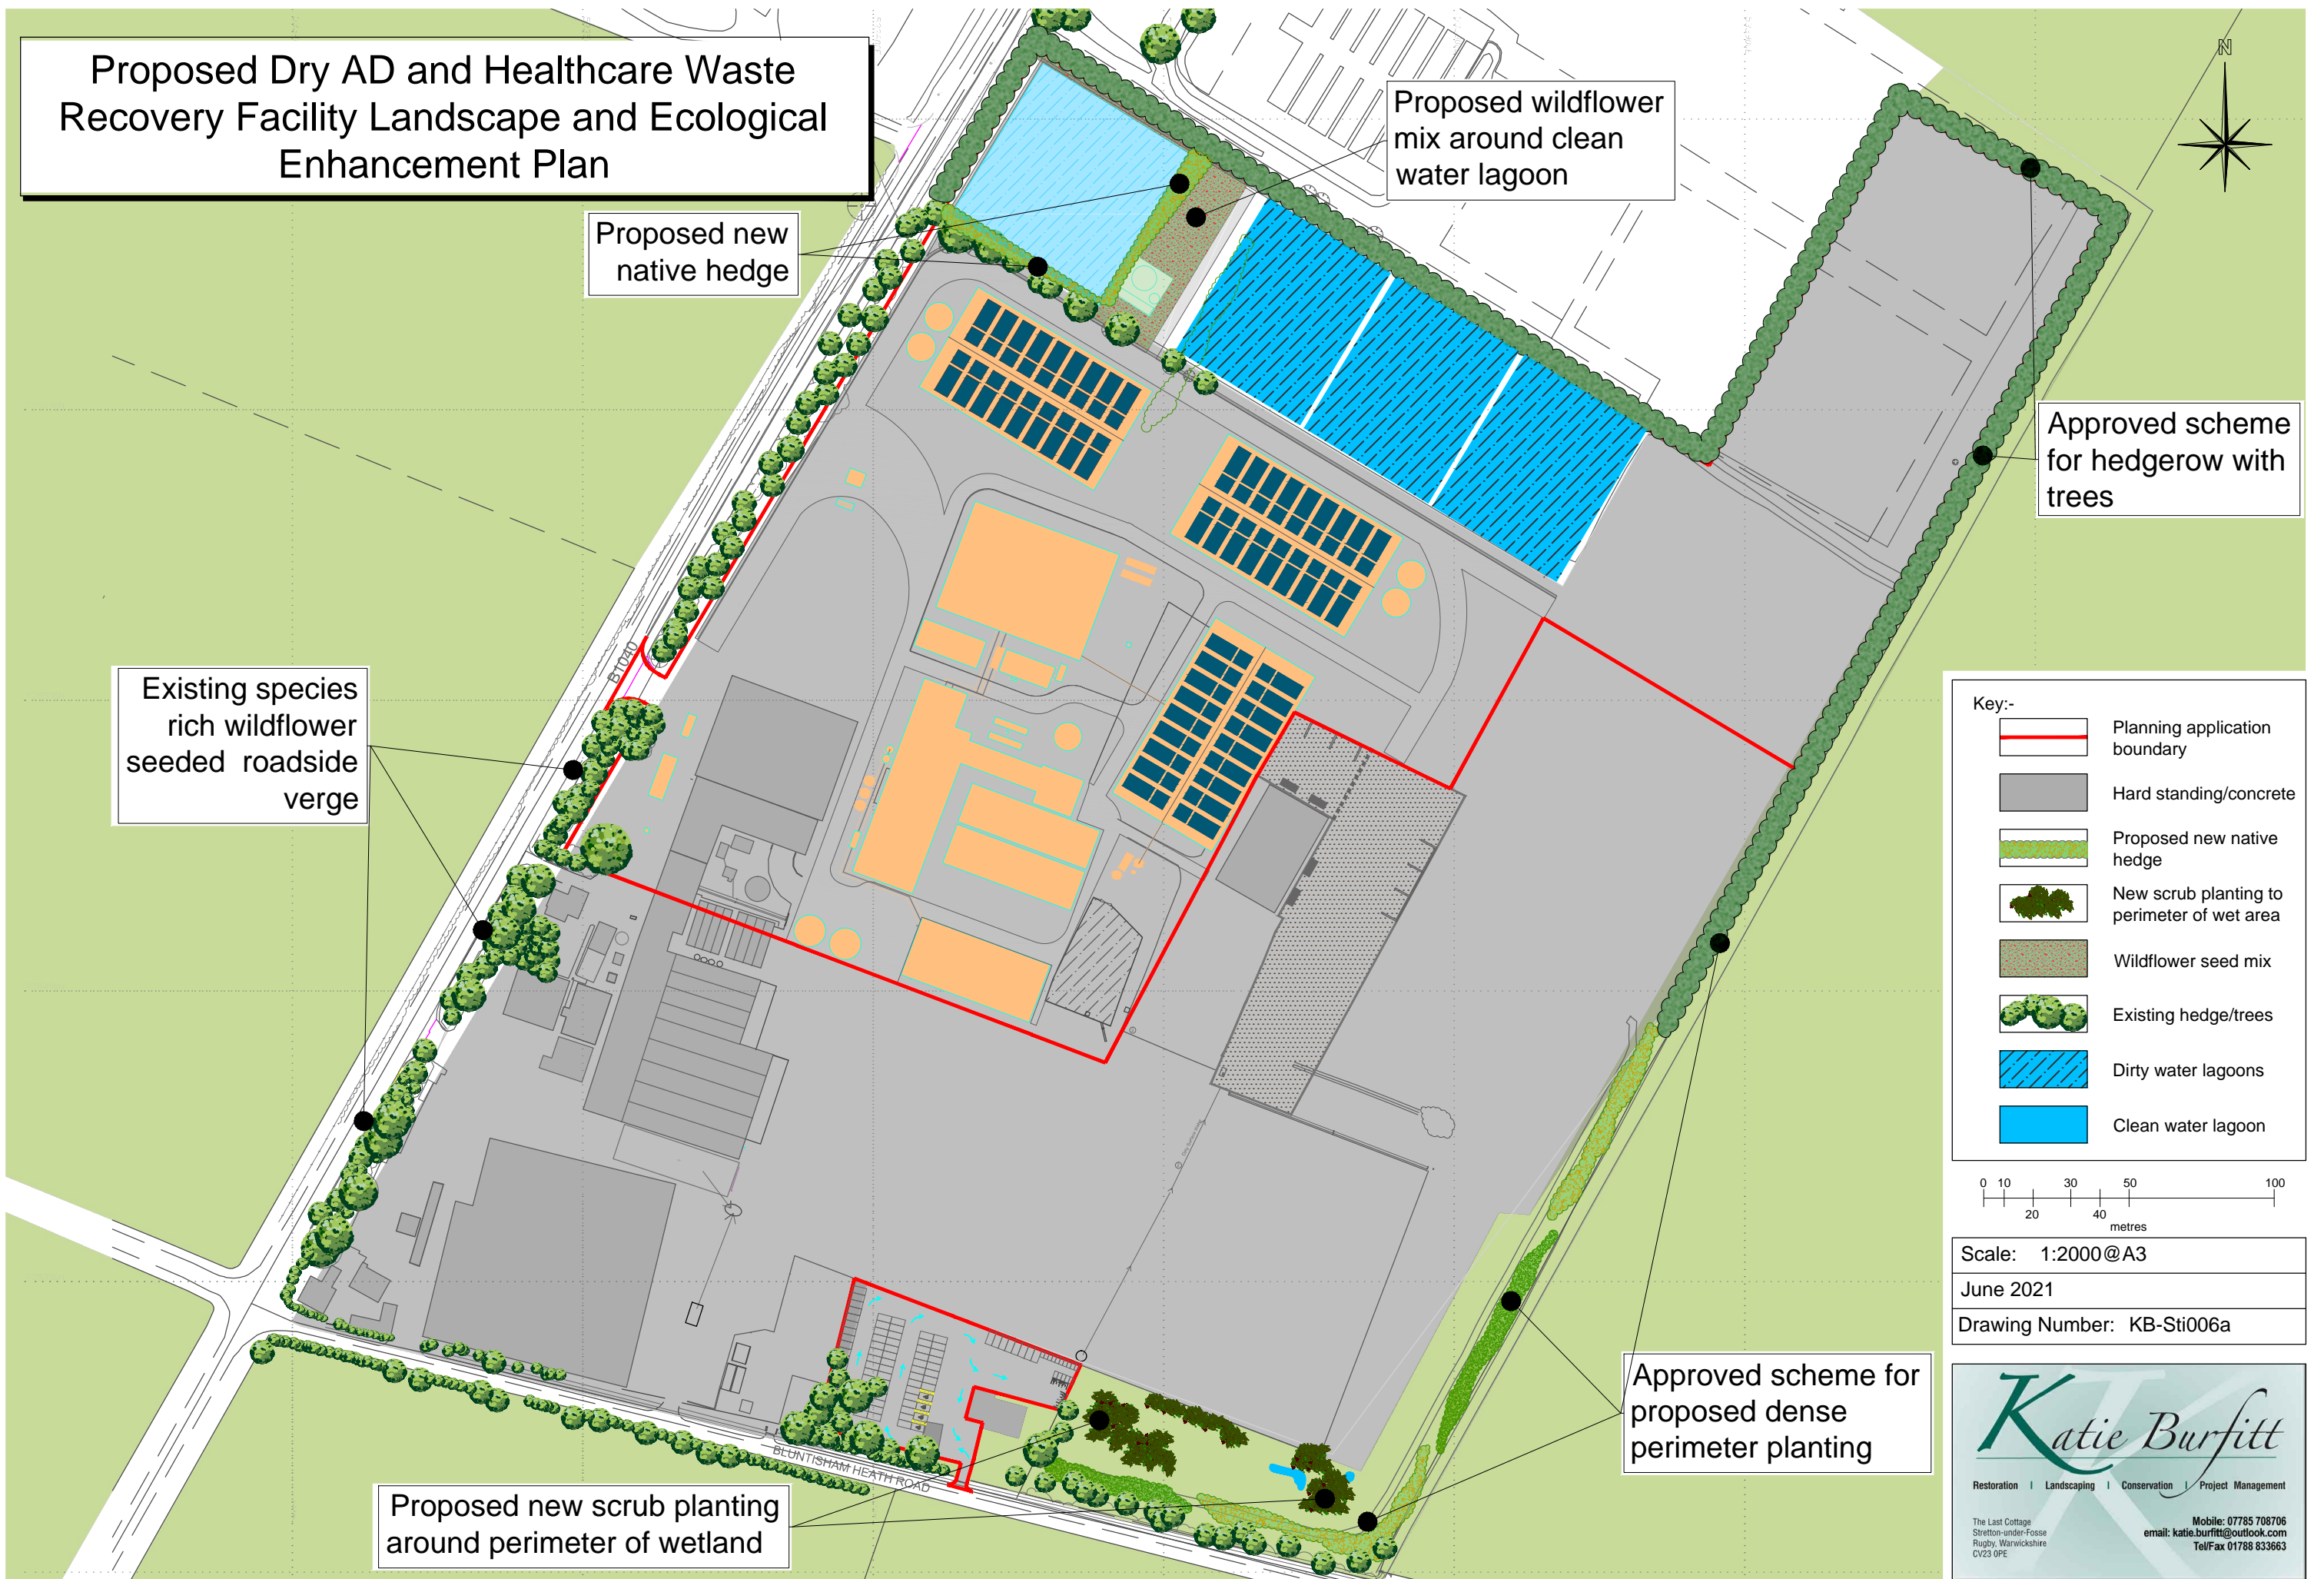 Proposed Dry AD and Healthcare Waste
Recovery Facility Landscape and Ecological
Enhancement Plan
N
Proposed wildflower
mix around clean
water lagoon
Proposed new
native hedge
Approved scheme
for hedgerow with
trees
B1040
Existing species
rich wildflower
seeded roadside
verge
Key:-
Planning application
boundary
Hard standing/concrete
Proposed new native
hedge
New scrub planting to
perimeter of wet area
Wildflower seed mix
Existing hedge/trees
Dirty water lagoons
Clean water lagoon
0 10 30 50 100
20 40
metres
Scale: 1:2000@A3
June 2021
Drawing Number: KB-Sti006a
Approved scheme for
proposed dense
perimeter planting
BLUNTISHAM HEATH ROAD
Proposed new scrub planting
around perimeter of wetland
Katie Burfitt
Restoration | Landscaping | Conservation | Project Management
The Last Cottage
Stretton-under-Fosse
Rugby, Warwickshire
CV23 0PE
Mobile: 07785 708706
email: katie.burfitt@outlook.com
Tel/Fax 01788 833663